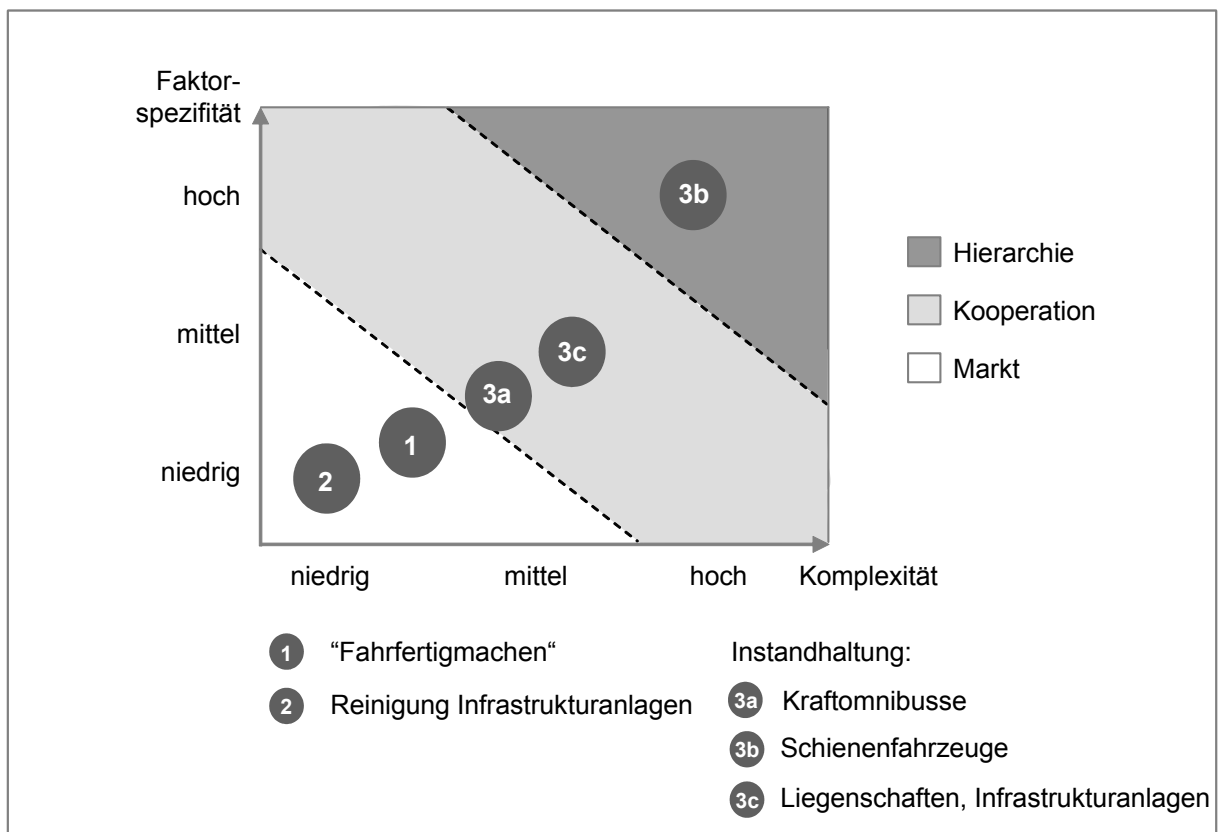 Faktor-
spezifität
hoch
3b
Hierarchie
Kooperation
mittel
3c
Markt
3a
1
niedrig
2
niedrig mittel hoch Komplexität
1 “Fahrfertigmachen“
Instandhaltung:
2 Reinigung Infrastrukturanlagen
3a Kraftomnibusse
3b Schienenfahrzeuge
3c Liegenschaften, Infrastrukturanlagen